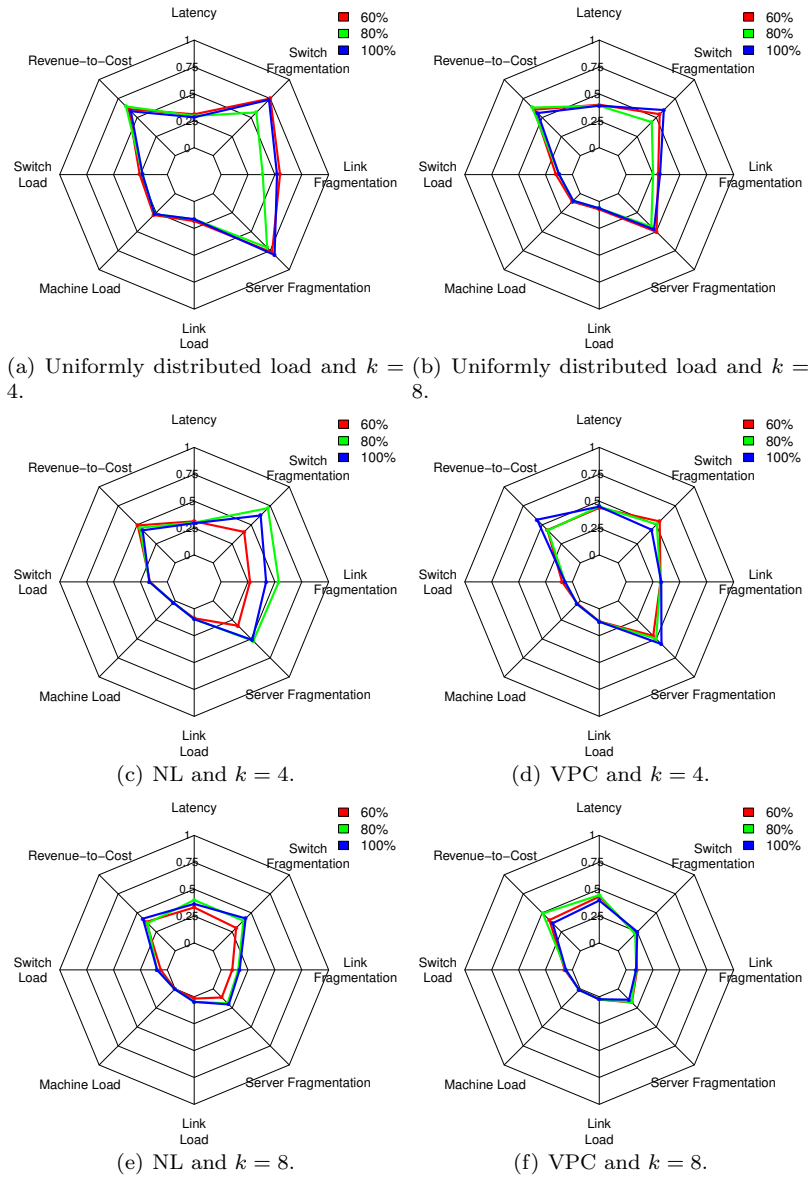 Latency
60%
80%
100%
Switch
Fragmentation
Revenue−to−Cost
1
0.75
0.5
0.25
0
Switch
Load
Link
Fragmentation
Machine Load
Server Fragmentation
Link
Load
(a) Uniformly distributed load and k =
4.
Latency
60%
80%
100%
Switch
Fragmentation
Revenue−to−Cost
1
0.75
0.5
0.25
0
Switch
Load
Link
Fragmentation
Machine Load
Server Fragmentation
Link
Load
(b) Uniformly distributed load and k =
8.
Latency
60%
80%
100%
Switch
Fragmentation
Revenue−to−Cost
1
0.75
0.5
0.25
0
Switch
Load
Link
Fragmentation
Machine Load
Server Fragmentation
Link
Load
(c) NL and k = 4.
Latency
60%
80%
100%
Switch
Fragmentation
Revenue−to−Cost
1
0.75
0.5
0.25
0
Switch
Load
Link
Fragmentation
Machine Load
Server Fragmentation
Link
Load
(d) VPC and k = 4.
Latency
60%
80%
100%
Switch
Fragmentation
Revenue−to−Cost
1
0.75
0.5
0.25
0
Switch
Load
Link
Fragmentation
Machine Load
Server Fragmentation
Link
Load
(e) NL and k = 8.
Latency
60%
80%
100%
Switch
Fragmentation
Revenue−to−Cost
1
0.75
0.5
0.25
0
Switch
Load
Link
Fragmentation
Machine Load
Server Fragmentation
Link
Load
(f) VPC and k = 8.